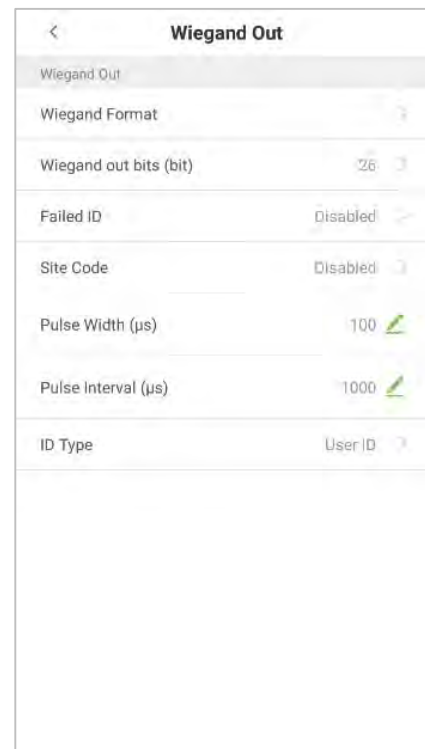 Wiegand Out
Wiegand Out
Wiegand Format
Wiegand out bits (bit) 26
Failed ID Disabled
Site Code Disabled
Pulse Width (μs) 100
Pulse Interval (μs) 1000
ID Type User ID